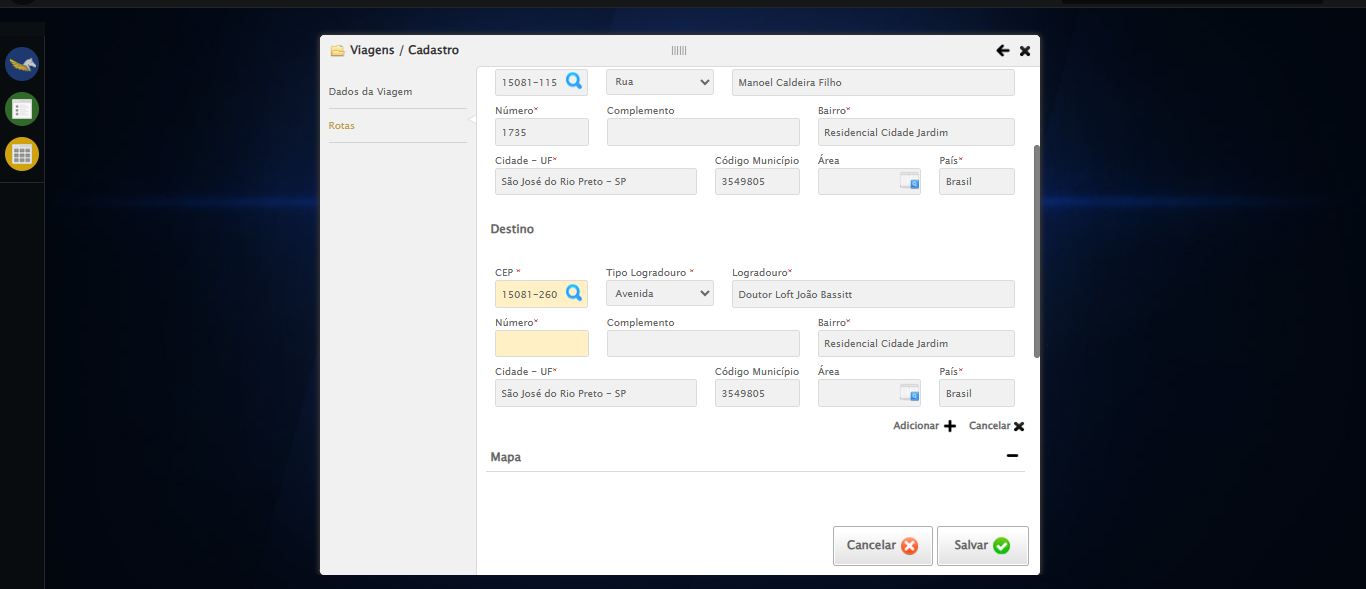 Viagens / Cadastro
Dados da Viagem
Rotas
15081-115 Rua Manoel Caldeira Filho
Número* Complemento Bairro*
1735 Residencial Cidade Jardim
Cidade - UF* Código Município Área País*
São José do Rio Preto - SP 3549805 Brasil
Destino
CEP * Tipo Logradouro * Logradouro*
15081-260 Avenida Doutor Loft João Bassitt
Número* Complemento Bairro*
Residencial Cidade Jardim
Cidade - UF* Código Município Área País*
São José do Rio Preto - SP 3549805 Brasil
Adicionar Cancelar
Mapa
Cancelar Salvar